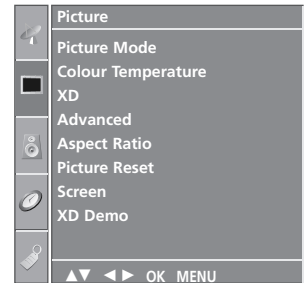 Picture
Picture Mode
Colour Temperature
XD
Advanced
Aspect Ratio
Picture Reset
Screen
XD Demo
▲▼ ◄► OK MENU